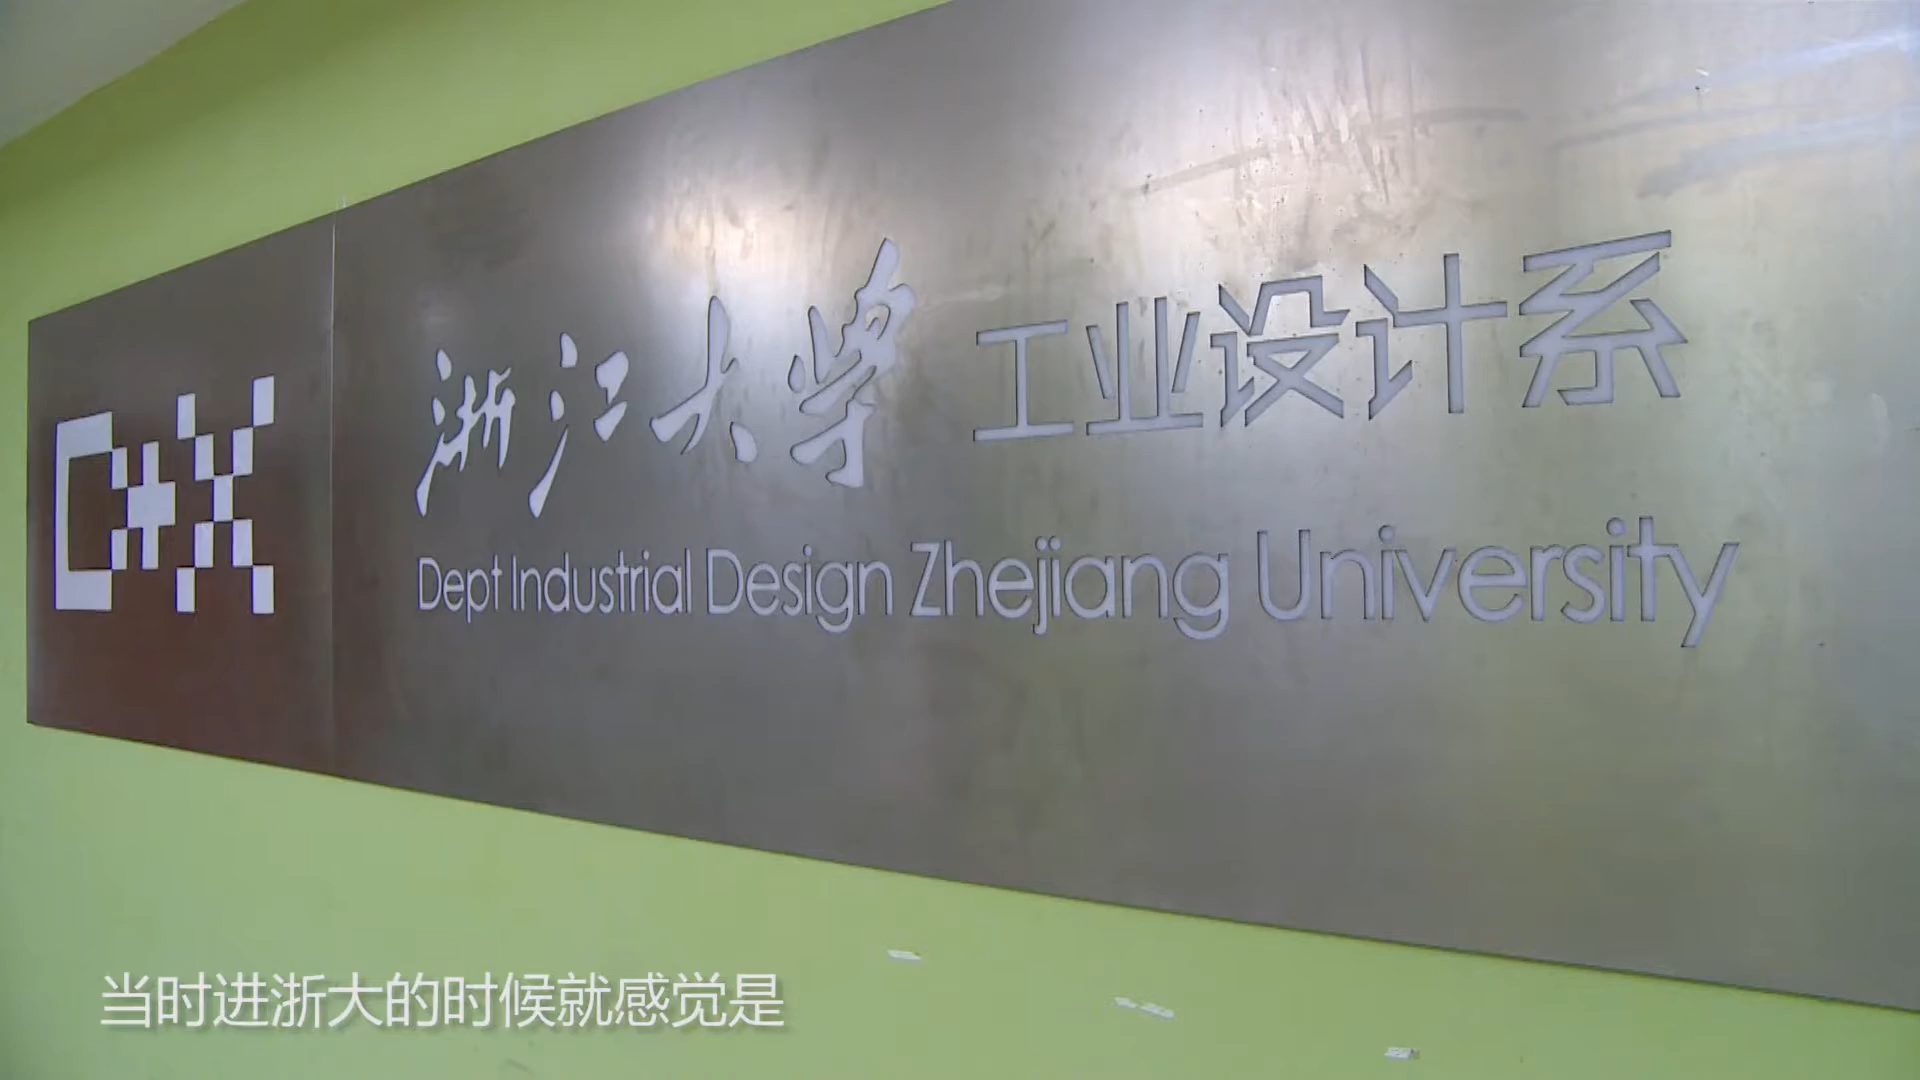 C+X
浙江大学 工业设计系
Dept Industrial Design Zhejiang University
当时进浙大的时候就感觉是